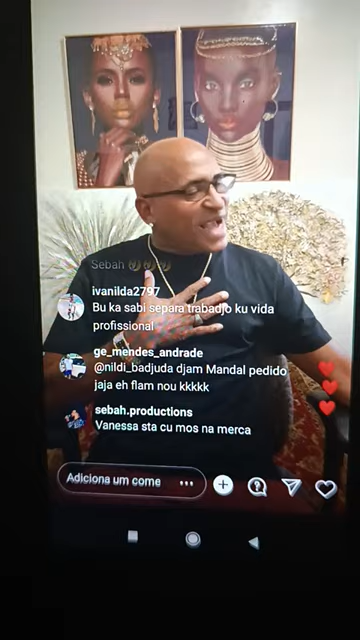 Sebah
ivanilda2797
Bu ka sabi separa trabadjo ku vida
profissional
ge_mendes_andrade
@nildi_badjuda djam Mandal pedido
jaja eh flam nou kkkkk
sebah.productions
Vanessa sta cu mos na merca
Adiciona um come